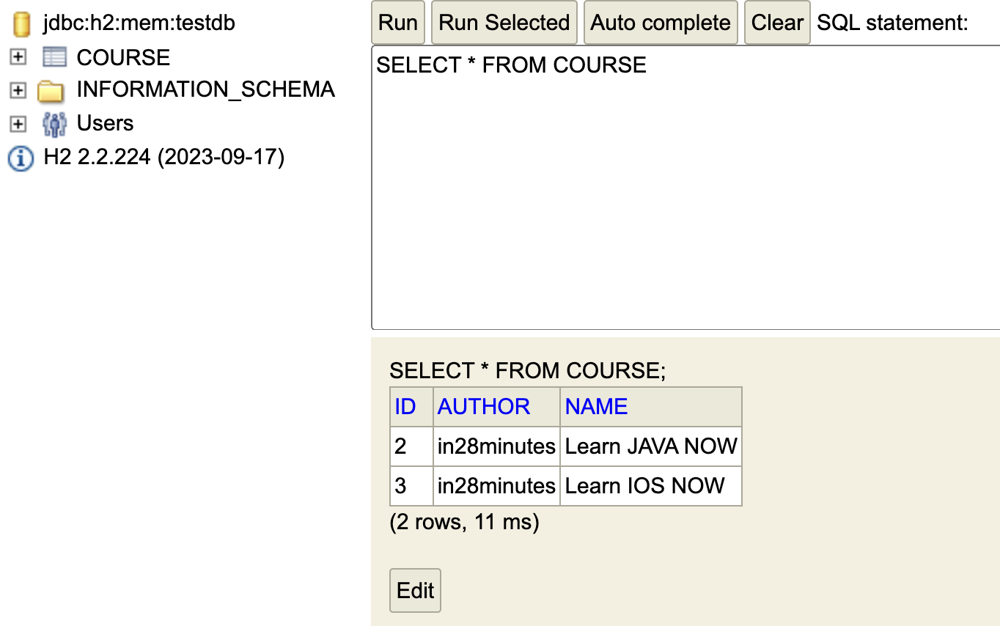 jdbc:h2:mem:testdb
COURSE
INFORMATION_SCHEMA
Users
H2 2.2.224 (2023-09-17)
Run Run Selected Auto complete Clear SQL statement:
SELECT * FROM COURSE
SELECT * FROM COURSE;
ID AUTHOR NAME
2 in28minutes Learn JAVA NOW
3 in28minutes Learn IOS NOW
(2 rows, 11 ms)
Edit